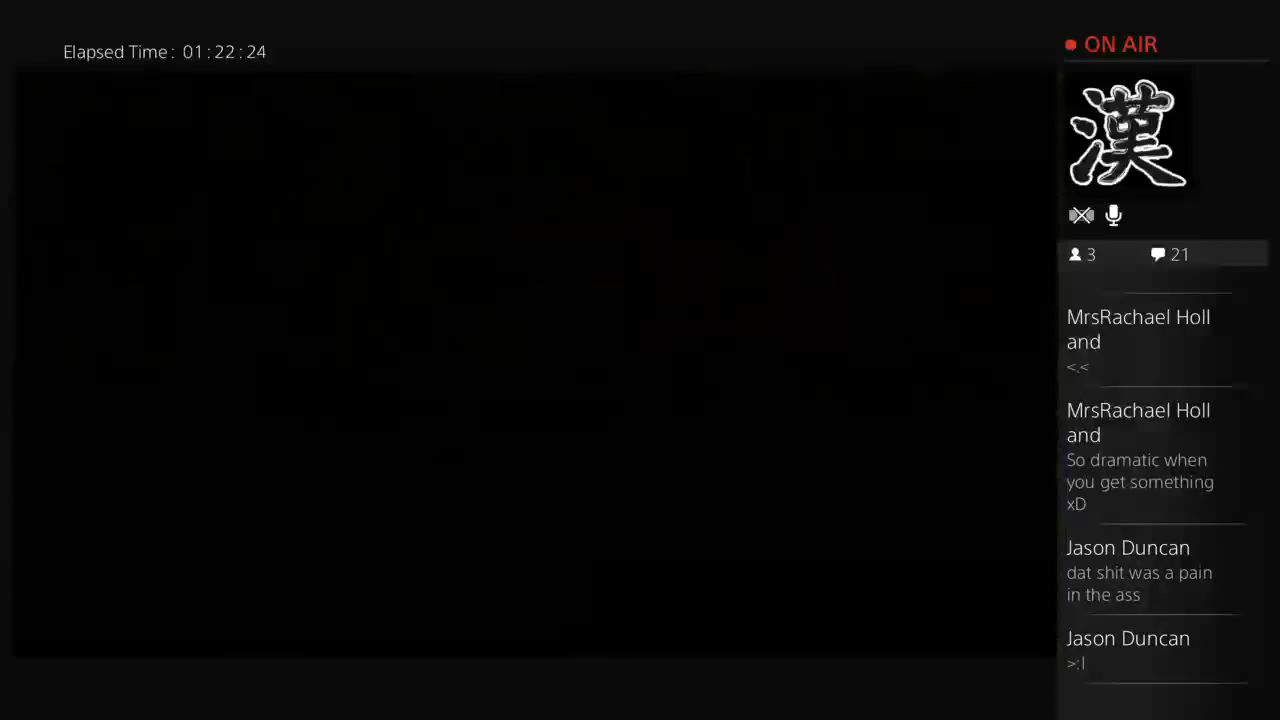 Elapsed Time: 01:22:24
ON AIR
漢
3 21
MrsRachael Holl
and
<.<
MrsRachael Holl
and
So dramatic when
you get something
xD
Jason Duncan
dat shit was a pain
in the ass
Jason Duncan
>:l